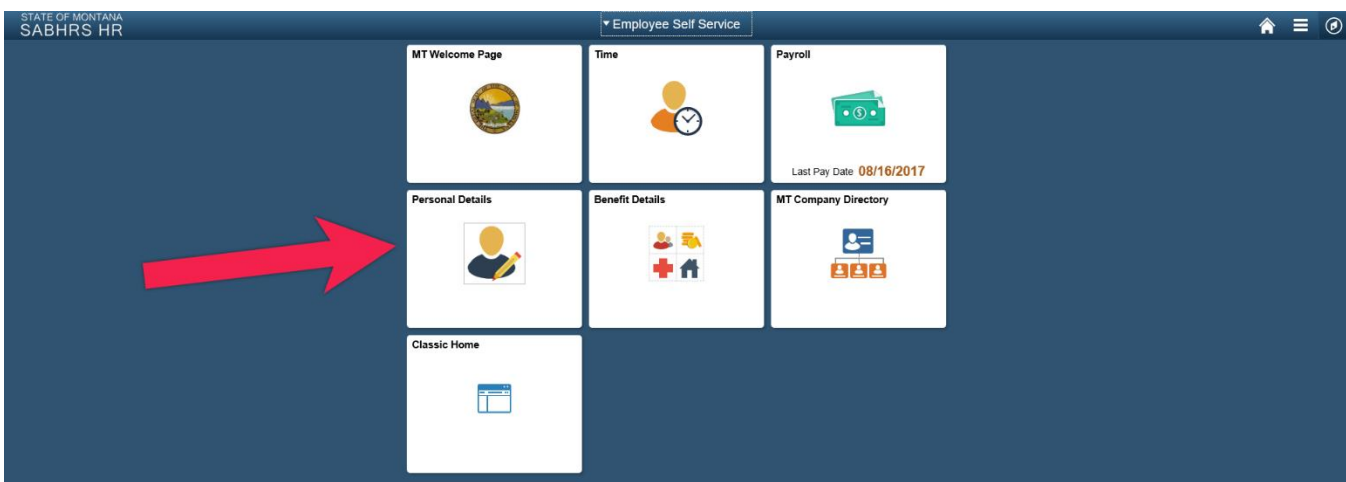 STATE OF MONTANA
SABHRS HR
Employee Self Service
MT Welcome Page
Time
Payroll
Last Pay Date 08/16/2017
Personal Details
Benefit Details
MT Company Directory
Classic Home